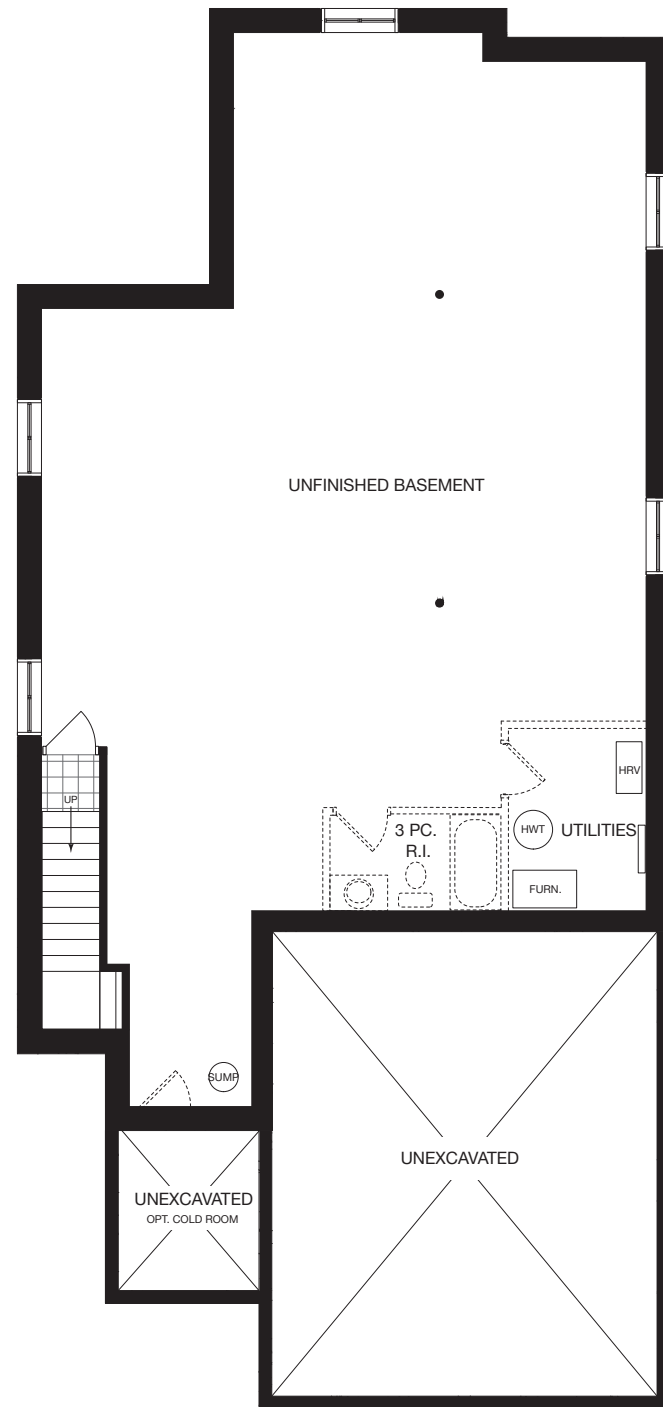 UNFINISHED BASEMENT
HRV
UP
3 PC.
R.I.
HWT
UTILITIES
FURN.
SUMP
UNEXCAVATED
UNEXCAVATED
OPT. COLD ROOM